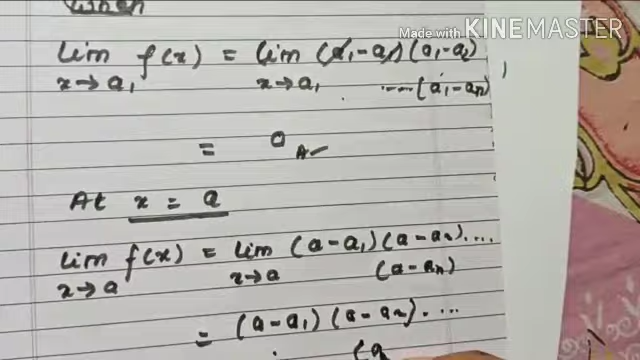 Made with KINEMASTER
When
lim f(x) = lim (a₁-a₁)(a₁-a₂)
x→a₁ x→a₁ ....(a₁-aₙ)
= 0 A
At x = a
lim f(x) = lim (a-a₁)(a-a₂)....
x→a x→a (a-aₙ)
= (a-a₁)(a-a₂)....
(a